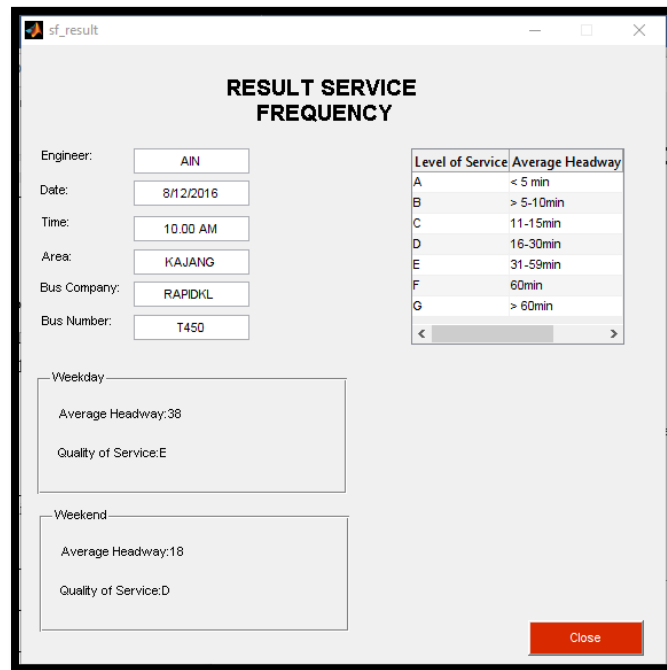 sf_result
RESULT SERVICE
FREQUENCY
Engineer: AIN
Date: 8/12/2016
Time: 10.00 AM
Area: KAJANG
Bus Company: RAPIDKL
Bus Number: T450
Level of Service Average Headway
A < 5 min
B > 5-10min
C 11-15min
D 16-30min
E 31-59min
F 60min
G > 60min
Weekday
Average Headway:38
Quality of Service:E
Weekend
Average Headway:18
Quality of Service:D
Close